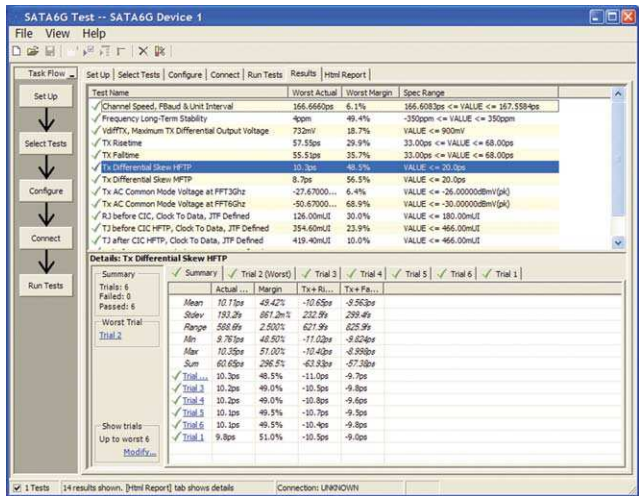 SATA6G Test -- SATA6G Device 1
File View Help
Task Flow
Set Up | Select Tests | Configure | Connect | Run Tests | Results | Html Report
Set Up
Select Tests
Configure
Connect
Run Tests
Test Name Worst Actual Worst Margin Spec Range
Channel Speed, FBaud & Unit Interval 166.6660ps 6.1% 166.6083ps <= VALUE <= 167.5584ps
Frequency Long-Term Stability 4ppm 49.4% -350ppm <= VALUE <= 350ppm
VdiffTX, Maximum TX Differential Output Voltage 732mV 18.7% VALUE <= 900mV
TX Risetime 57.55ps 29.9% 33.00ps <= VALUE <= 68.00ps
TX Falltime 55.51ps 35.7% 33.00ps <= VALUE <= 68.00ps
Tx Differential Skew HFTP 10.3ps 48.5% VALUE <= 20.0ps
Tx Differential Skew MFTP 8.7ps 56.5% VALUE <= 20.0ps
Tx AC Common Mode Voltage at FFT3Ghz -27.67000... 6.4% VALUE <= -26.00000dBmV(pk)
Tx AC Common Mode Voltage at FFT6Ghz -50.67000... 68.9% VALUE <= -30.00000dBmV(pk)
RJ before CIC, Clock To Data, JTF Defined 126.00mUI 30.0% VALUE <= 180.00mUI
TJ before CIC HFTP, Clock To Data, JTF Defined 354.60mUI 23.9% VALUE <= 466.00mUI
TJ after CIC HFTP, Clock To Data, JTF Defined 419.40mUI 10.0% VALUE <= 466.00mUI
Details: Tx Differential Skew HFTP
Summary
Trials: 6
Failed: 0
Passed: 6
Worst Trial
Trial 2
Show trials
Up to worst 6
Modify...
Summary Trial 2 (Worst) Trial 3 Trial 4 Trial 5 Trial 6 Trial 1
Actual ... Margin Tx+ Ri... Tx+ Fa...
Mean 10.11ps 49.42% -10.65ps -9.563ps
Stdev 193.2fs 861.2m% 232.9fs 299.4fs
Range 588.6fs 2.500% 621.9fs 825.9fs
Min 9.761ps 48.50% -11.02ps -9.824ps
Max 10.35ps 51.00% -10.40ps -8.998ps
Sum 60.65ps 296.5% -63.93ps -57.38ps
Trial ... 10.3ps 48.5% -11.0ps -9.7ps
Trial 3 10.2ps 49.0% -10.5ps -9.8ps
Trial 4 10.2ps 49.0% -10.8ps -9.6ps
Trial 5 10.1ps 49.5% -10.7ps -9.5ps
Trial 6 10.1ps 49.5% -10.4ps -9.8ps
Trial 1 9.8ps 51.0% -10.5ps -9.0ps
1 Tests 14 results shown. [Html Report] tab shows details Connection: UNKNOWN